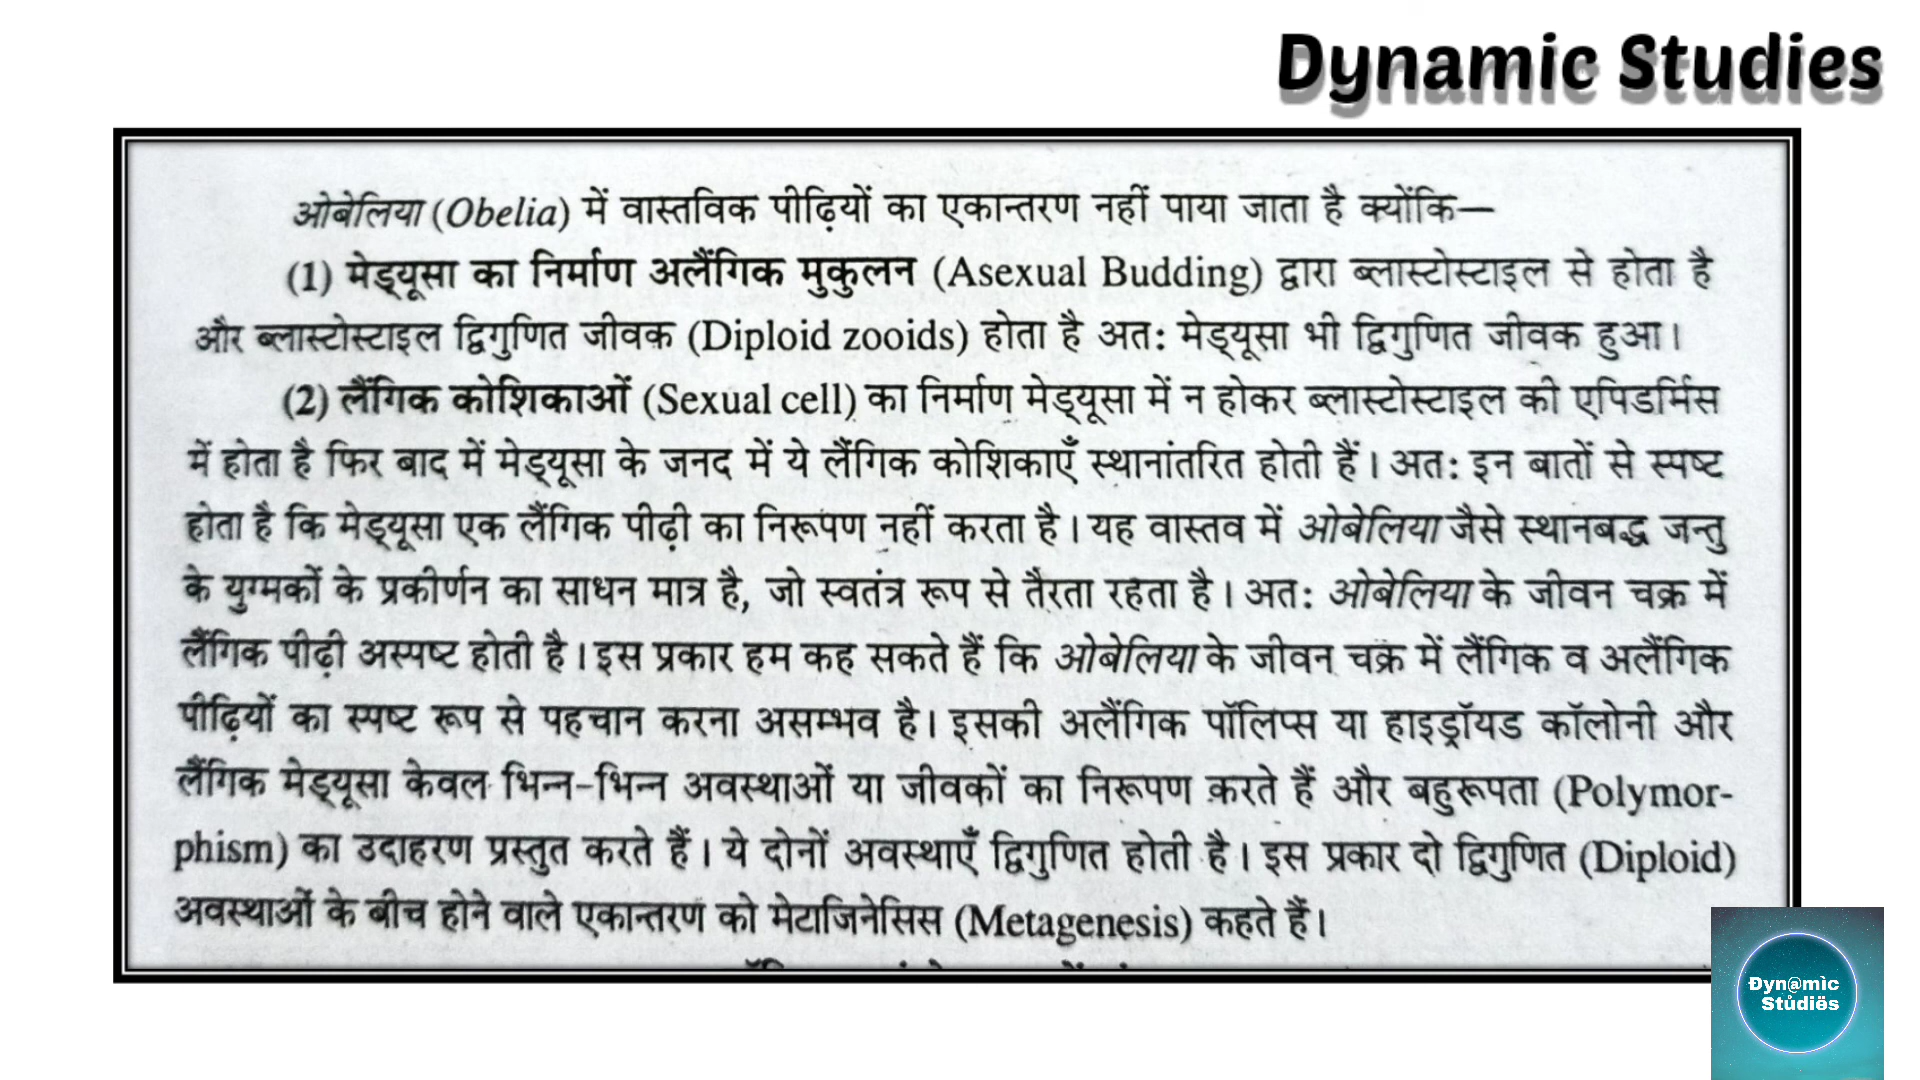 Dynamic Studies
ओबेलिया (Obelia) में वास्तविक पीढ़ियों का एकान्तरण नहीं पाया जाता है क्योंकि—
(1) मेड्यूसा का निर्माण अलैंगिक मुकुलन (Asexual Budding) द्वारा ब्लास्टोस्टाइल से होता है
और ब्लास्टोस्टाइल द्विगुणित जीवक (Diploid zooids) होता है अतः मेड्यूसा भी द्विगुणित जीवक हुआ।
(2) लैंगिक कोशिकाओं (Sexual cell) का निर्माण मेड्यूसा में न होकर ब्लास्टोस्टाइल की एपिडर्मिस
में होता है फिर बाद में मेड्यूसा के जनद में ये लैंगिक कोशिकाएँ स्थानांतरित होती हैं। अतः इन बातों से स्पष्ट
होता है कि मेड्यूसा एक लैंगिक पीढ़ी का निरूपण नहीं करता है। यह वास्तव में ओबेलिया जैसे स्थानबद्ध जन्तु
के युग्मकों के प्रकीर्णन का साधन मात्र है, जो स्वतंत्र रूप से तैरता रहता है। अतः ओबेलिया के जीवन चक्र में
लैंगिक पीढ़ी अस्पष्ट होती है। इस प्रकार हम कह सकते हैं कि ओबेलिया के जीवन चक्र में लैंगिक व अलैंगिक
पीढ़ियों का स्पष्ट रूप से पहचान करना असम्भव है। इसकी अलैंगिक पॉलिप्स या हाइड्रॉयड कॉलोनी और
लैंगिक मेड्यूसा केवल भिन्न-भिन्न अवस्थाओं या जीवकों का निरूपण करते हैं और बहुरूपता (Polymor-
phism) का उदाहरण प्रस्तुत करते हैं। ये दोनों अवस्थाएँ द्विगुणित होती है। इस प्रकार दो द्विगुणित (Diploid)
अवस्थाओं के बीच होने वाले एकान्तरण को मेटाजिनेसिस (Metagenesis) कहते हैं।
Đyn@mìc
Stůdiës